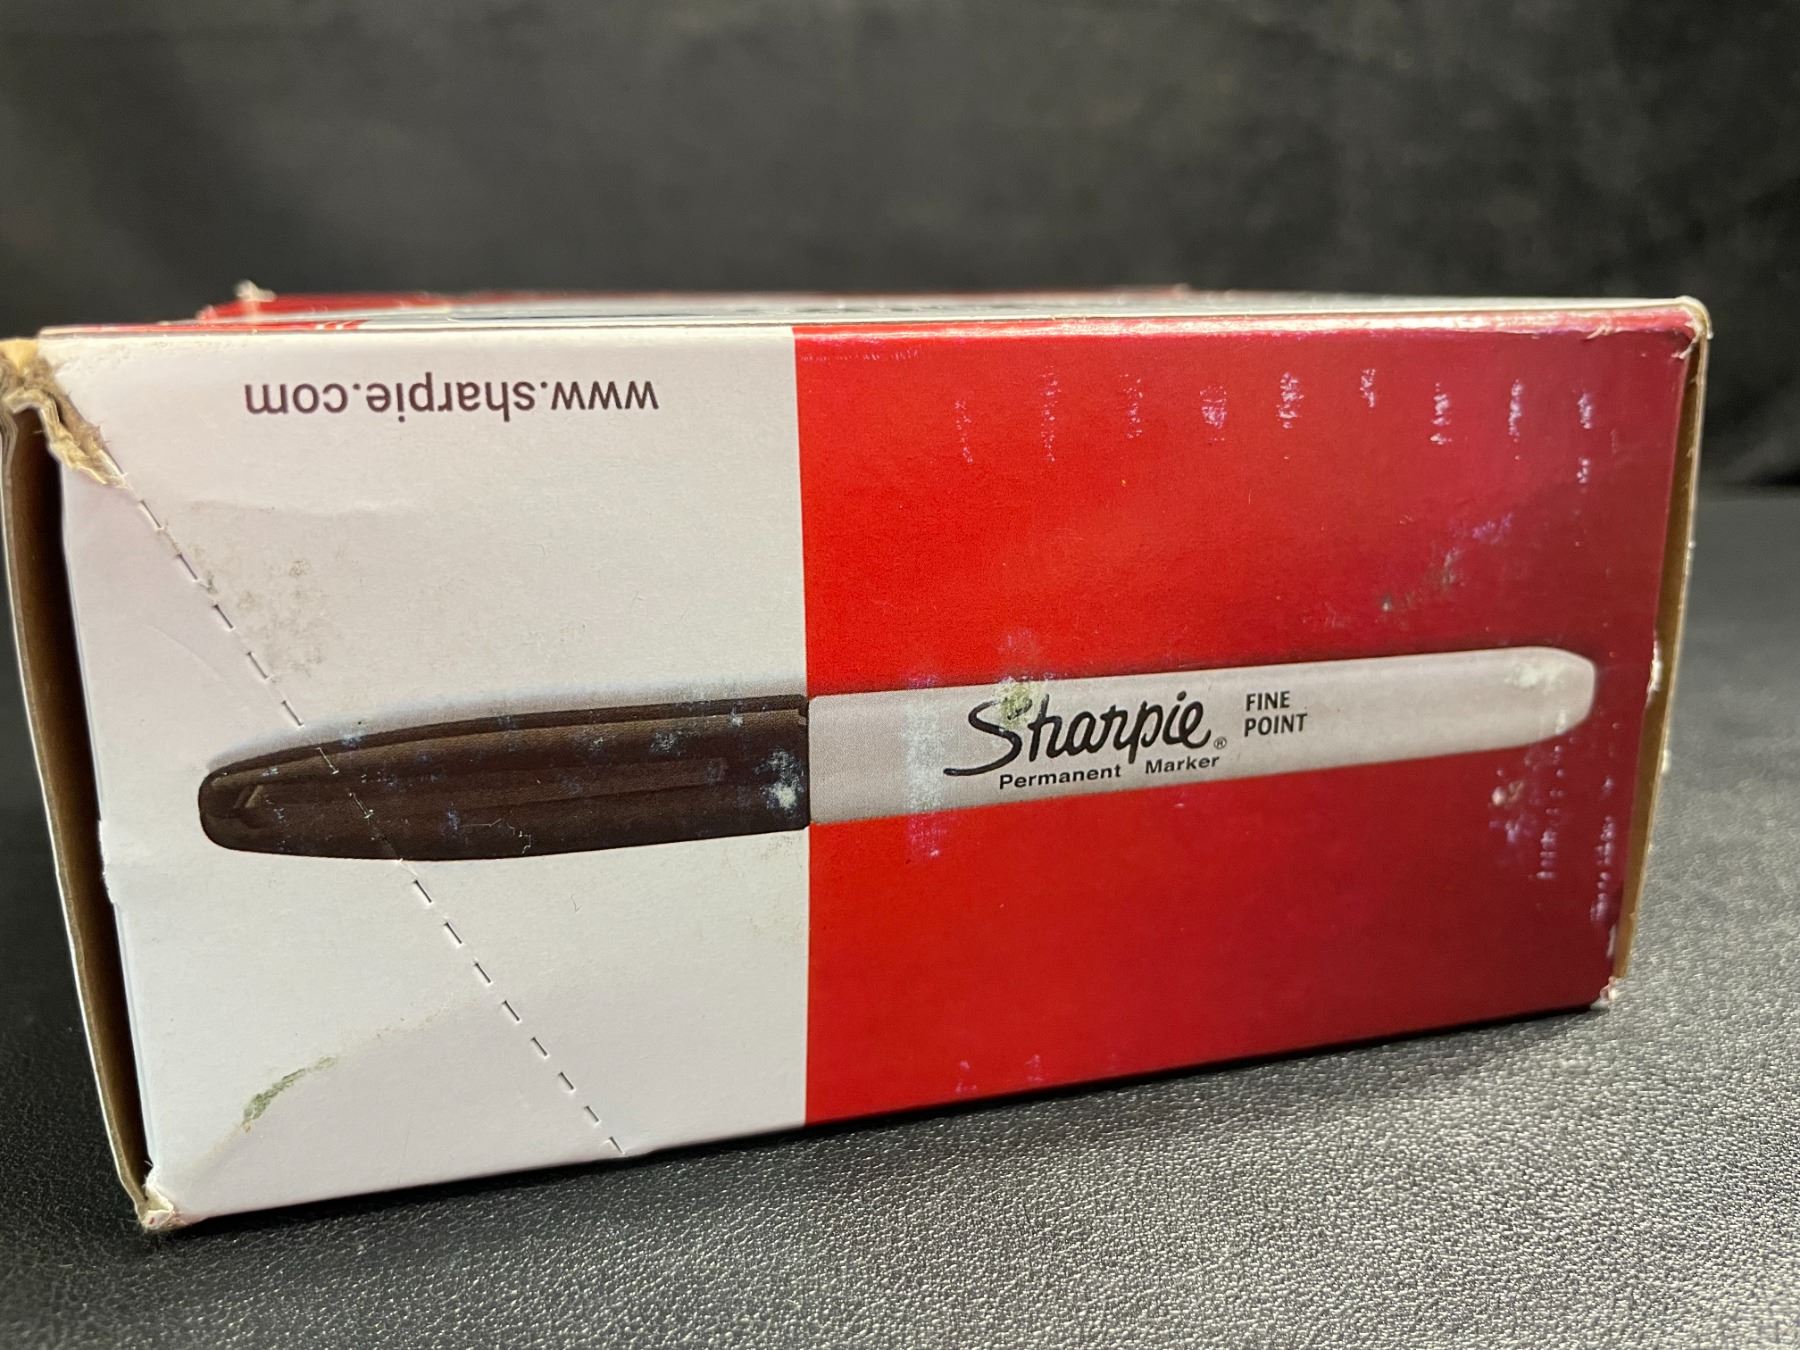 www.sharpie.com
Sharpie® FINE
POINT
Permanent Marker